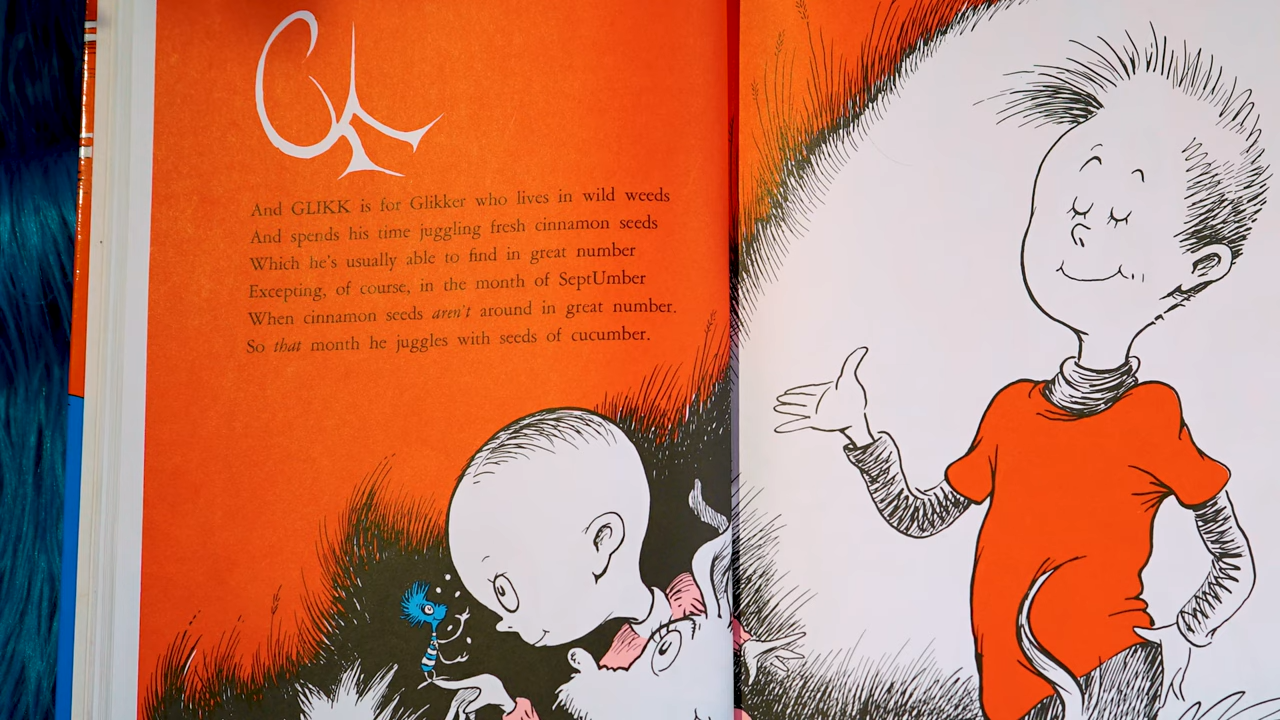 And GLIKK is for Glikker who lives in wild weeds
And spends his time juggling fresh cinnamon seeds
Which he's usually able to find in great number
Excepting, of course, in the month of SeptUmber
When cinnamon seeds aren't around in great number.
So that month he juggles with seeds of cucumber.